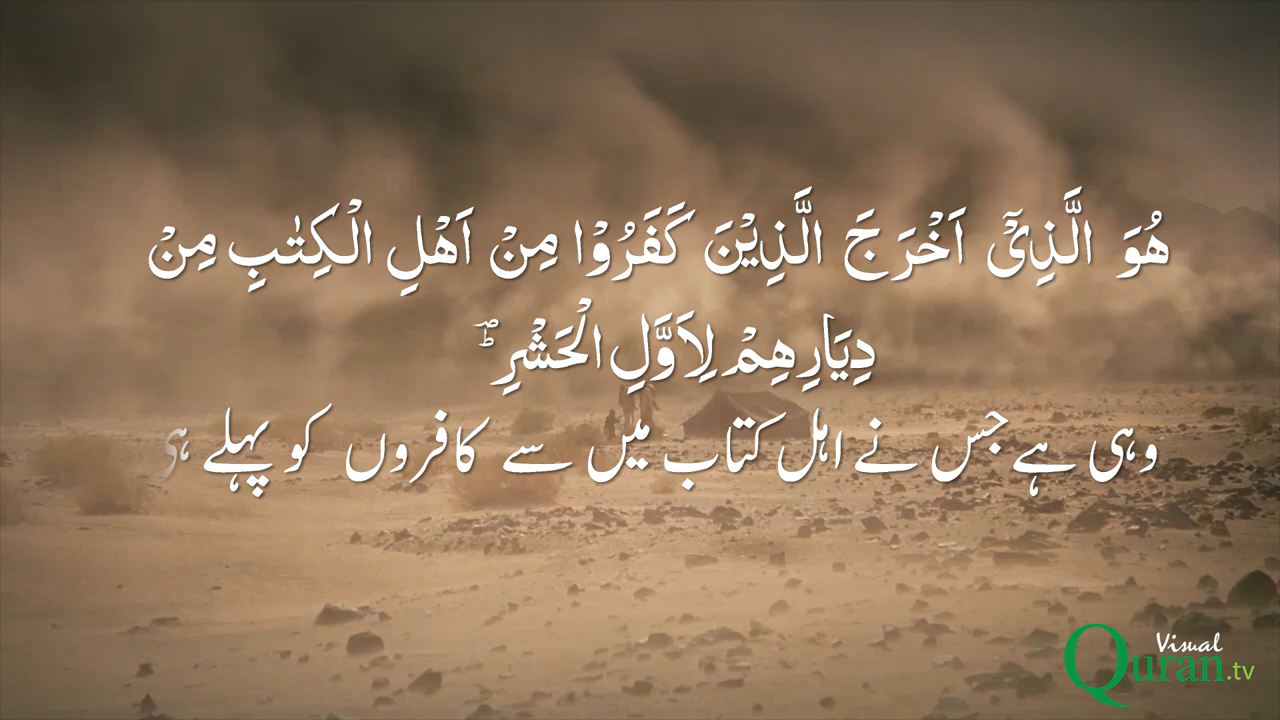 هُوَ الَّذِيْۤ اَخْرَجَ الَّذِيْنَ كَفَرُوْا مِنْ اَهْلِ الْكِتٰبِ مِنْ
دِيَارِهِمْ لِاَوَّلِ الْحَشْرِ ؕؔ
وہی ہے جس نے اہل کتاب میں سے کافروں کو پہلے ہی
Visual
Quran.tv